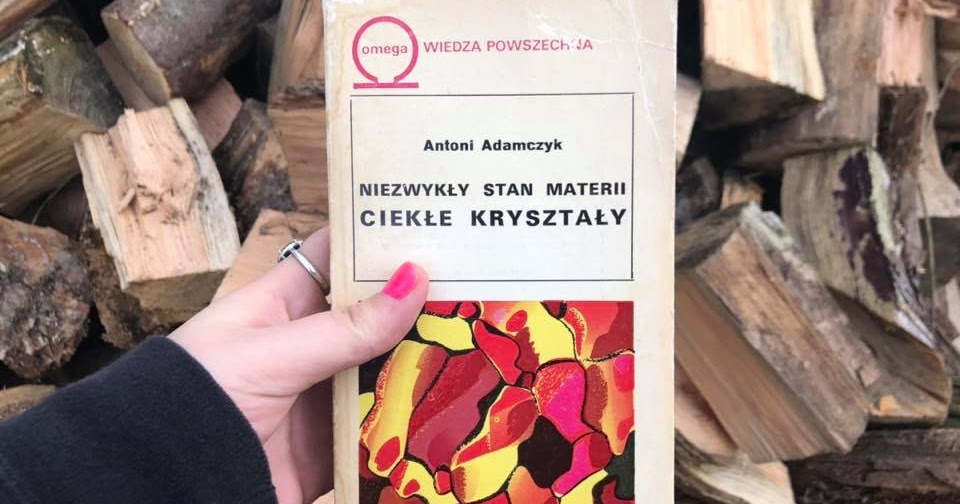 omega WIEDZA POWSZECHNA
Antoni Adamczyk
NIEZWYKŁY STAN MATERII
CIEKŁE KRYSZTAŁY